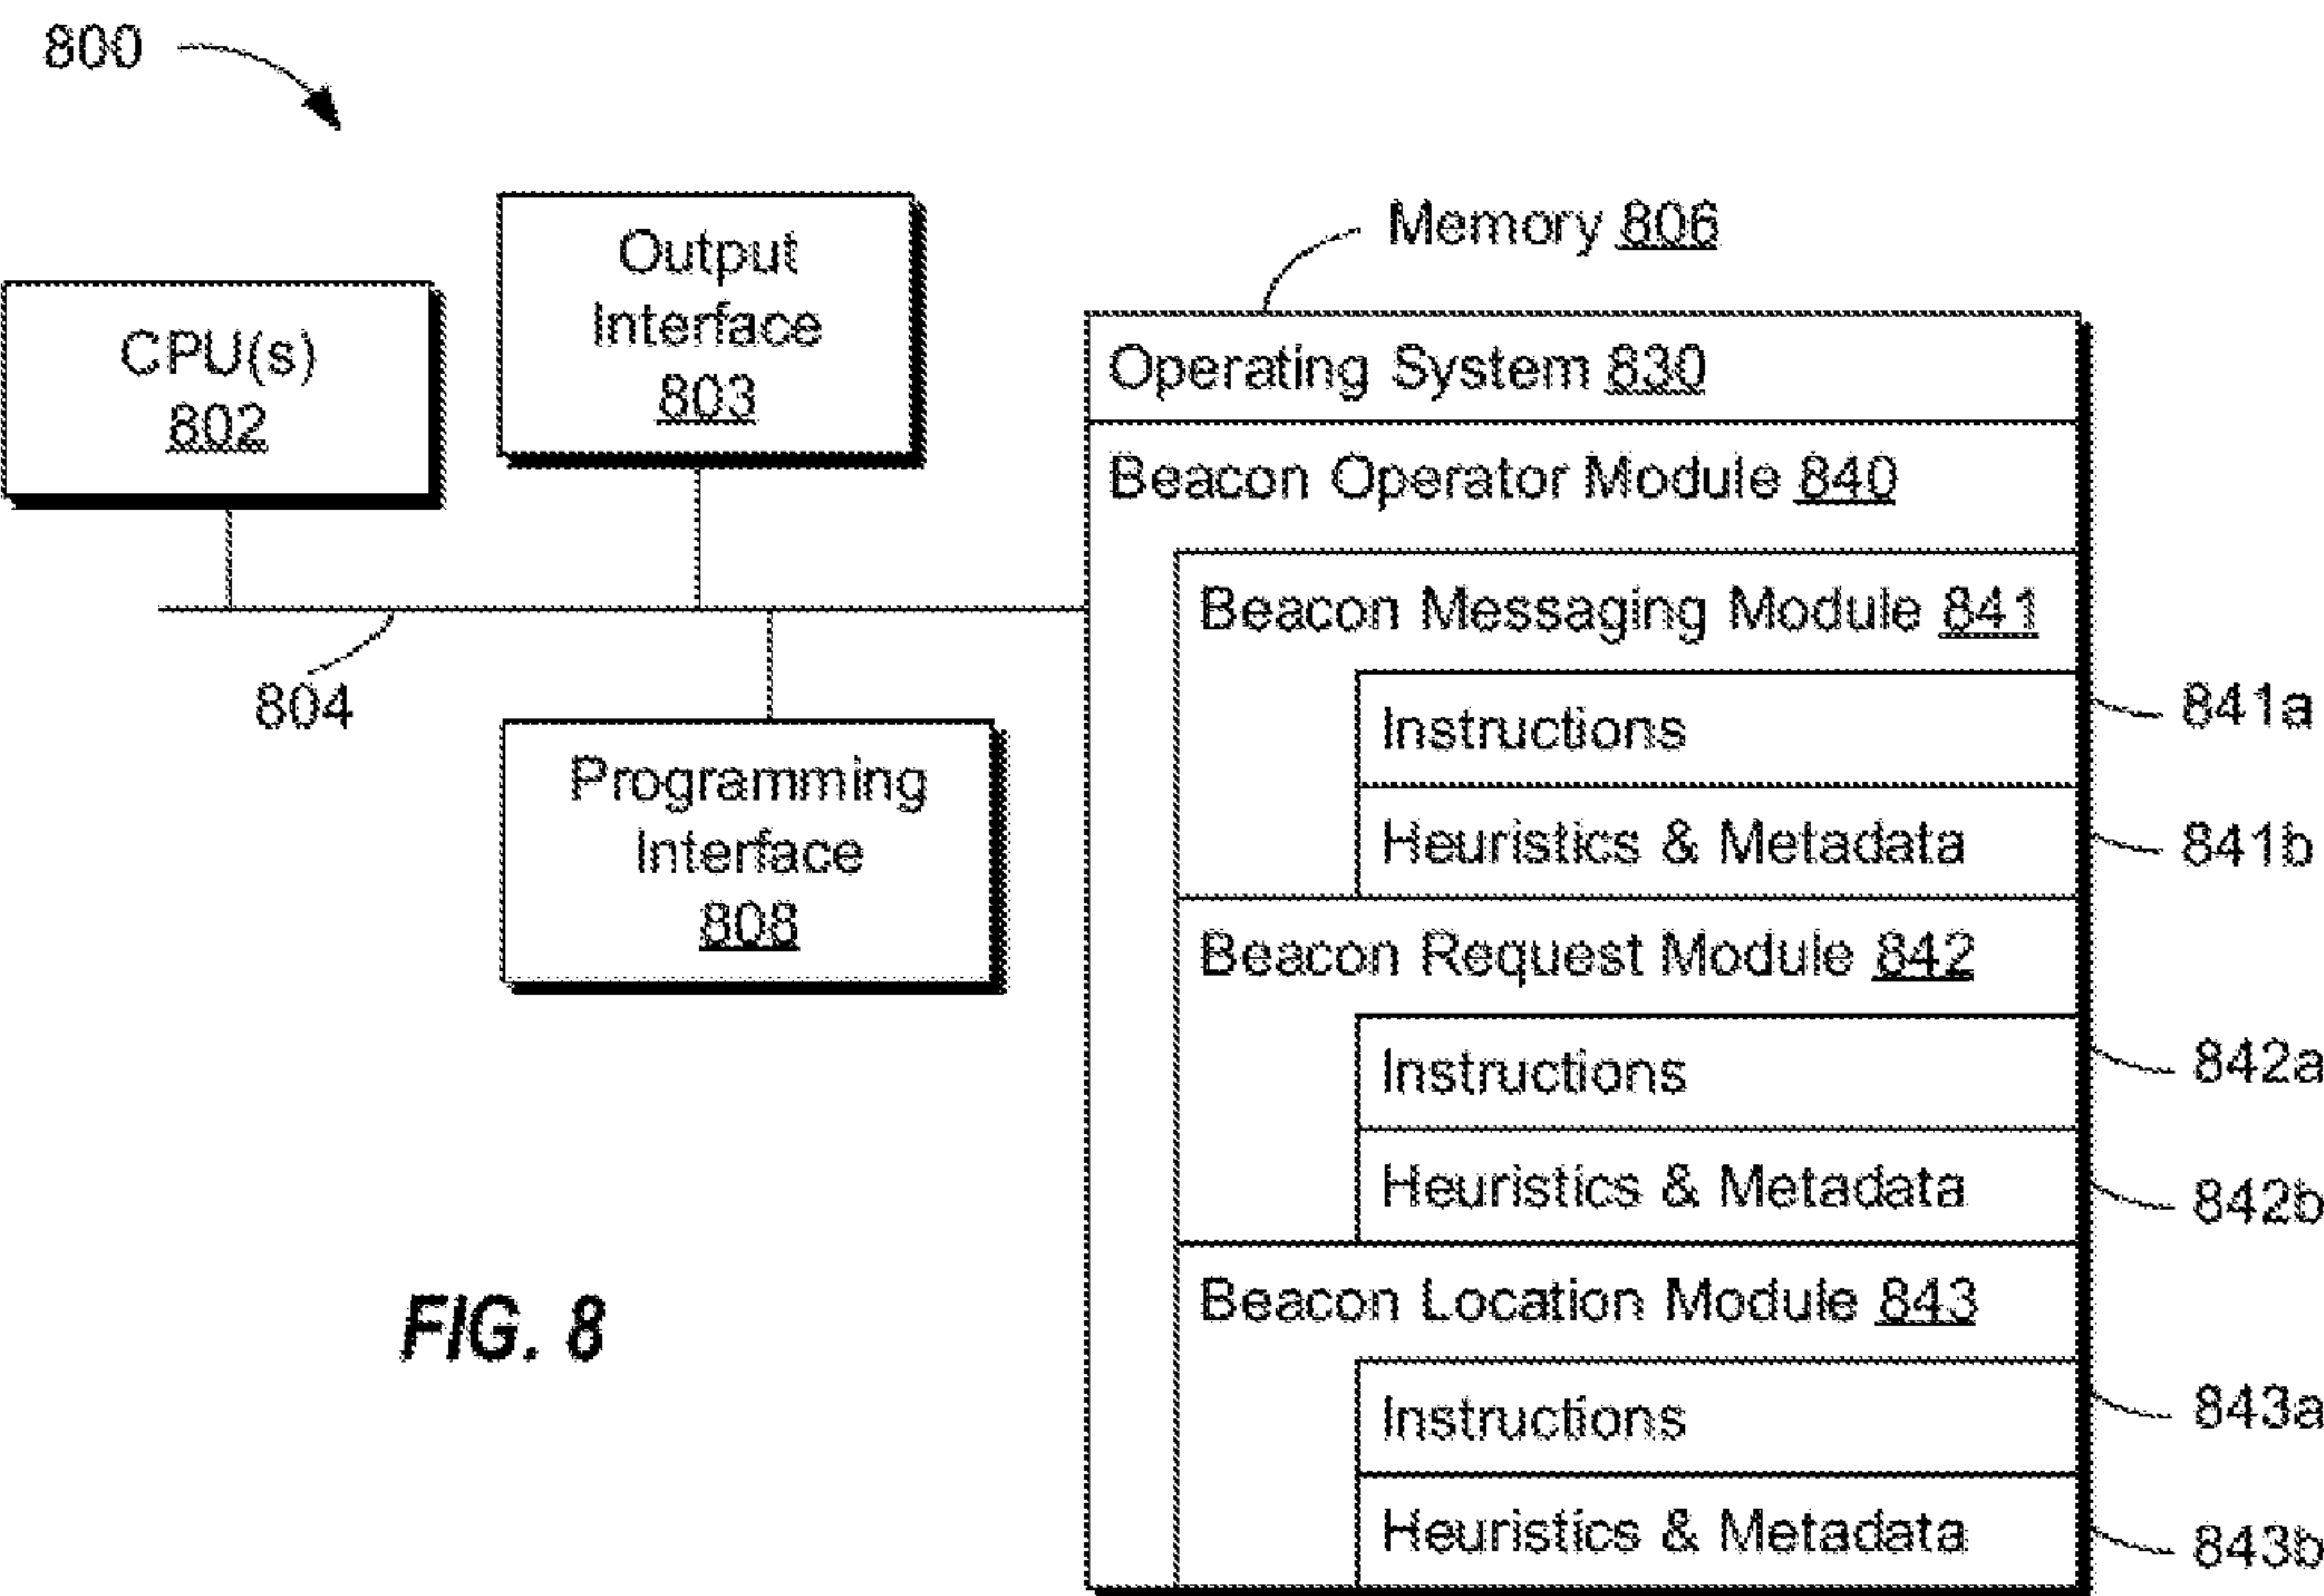 800
Output
Interface
803
CPU(s)
802
804
Programming
Interface
808
Memory 806
Operating System 830
Beacon Operator Module 840
Beacon Messaging Module 841
Instructions
841a
Heuristics & Metadata
841b
Beacon Request Module 842
Instructions
842a
Heuristics & Metadata
842b
Beacon Location Module 843
Instructions
843a
Heuristics & Metadata
843b
FIG. 8